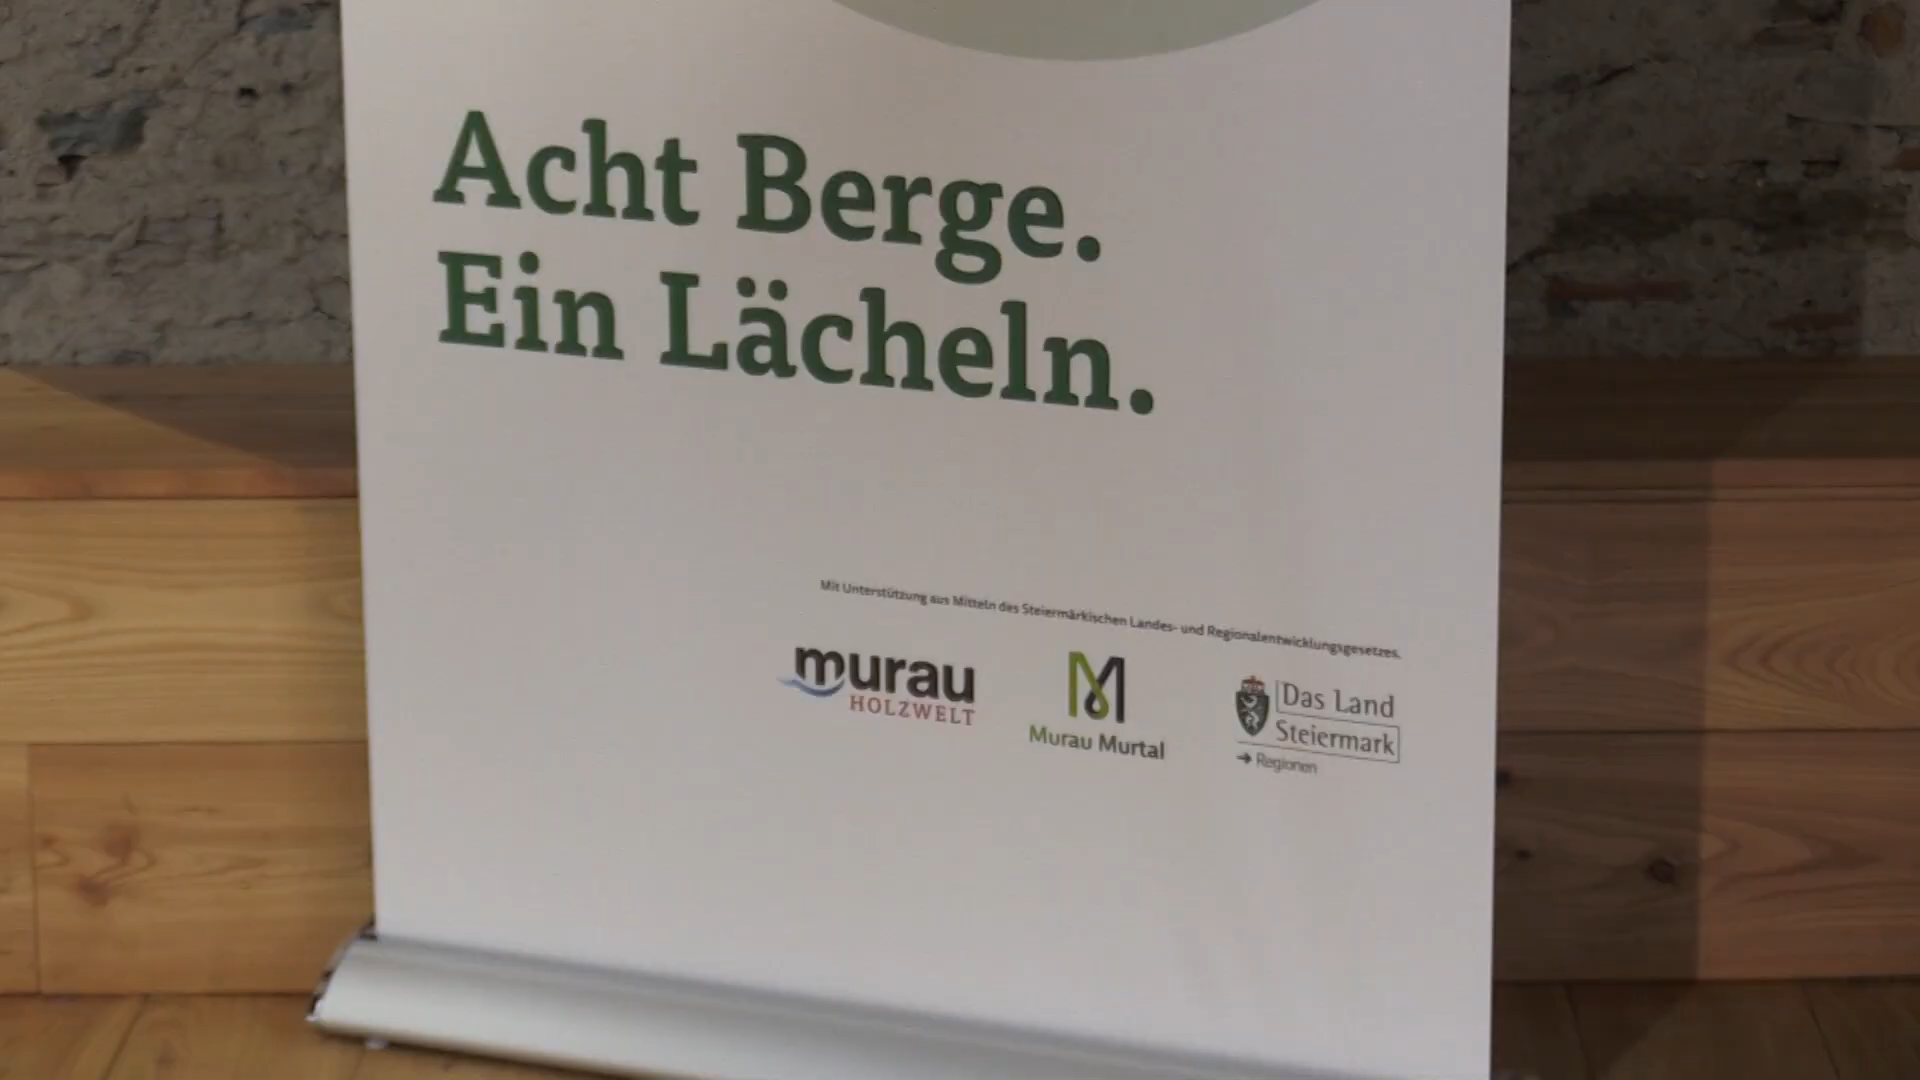 Acht Berge.
Ein Lächeln.
Mit Unterstützung aus Mitteln des Steiermärkischen Landes- und Regionalentwicklungsgesetzes.
murau
HOLZWELT
Murau Murtal
Das Land
Steiermark
→ Regionen